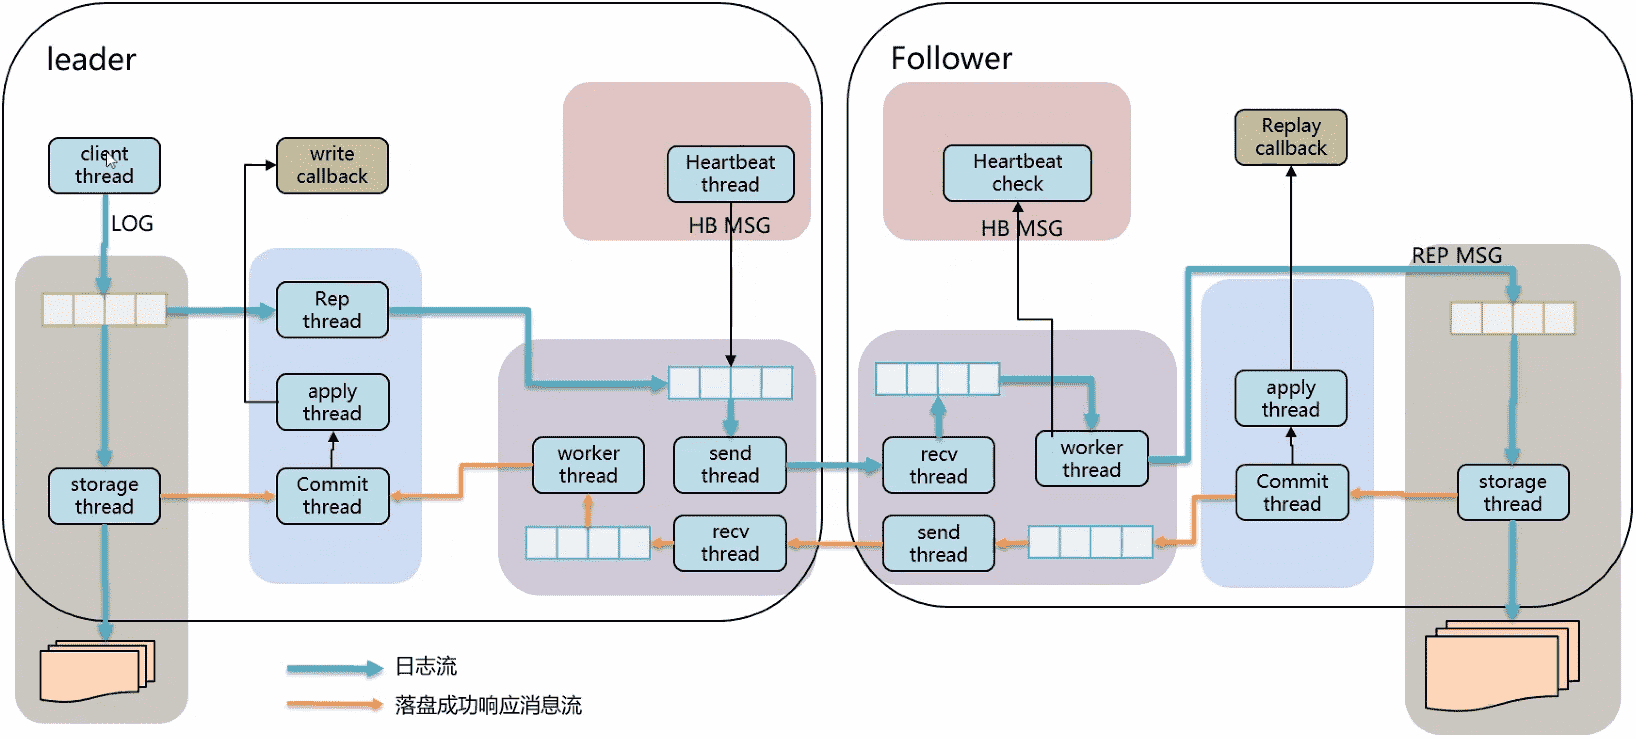 leader
Follower
client
thread
write
callback
Heartbeat
thread
HB MSG
LOG
Rep
thread
apply
thread
storage
thread
Commit
thread
worker
thread
send
thread
recv
thread
Heartbeat
check
HB MSG
Replay
callback
REP MSG
apply
thread
recv
thread
worker
thread
Commit
thread
storage
thread
send
thread
日志流
落盘成功响应消息流